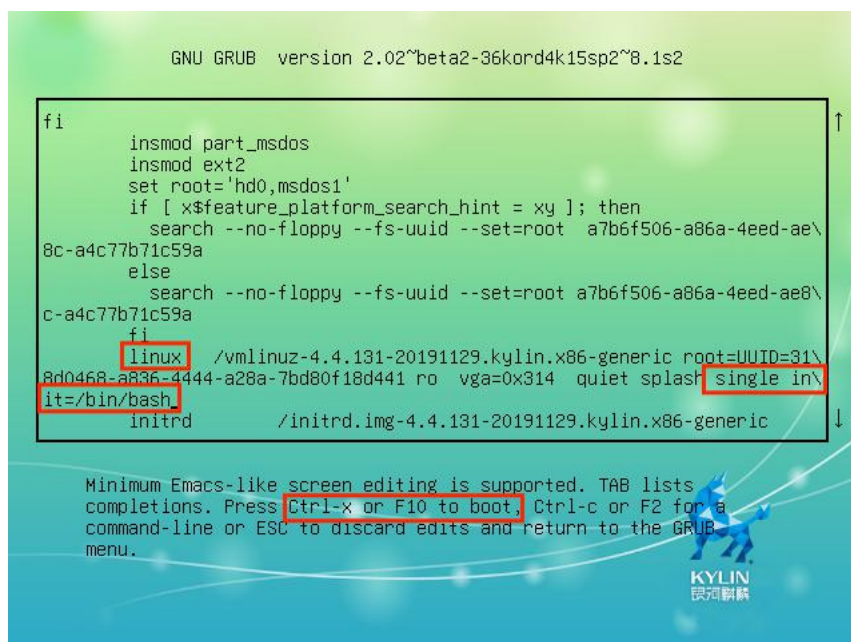 GNU GRUB  version 2.02~beta2-36kord4k15sp2~8.1s2
fi
insmod part_msdos
insmod ext2
set root='hd0,msdos1'
if [ x$feature_platform_search_hint = xy ]; then
search --no-floppy --fs-uuid --set=root  a7b6f506-a86a-4eed-ae\
8c-a4c77b71c59a
else
search --no-floppy --fs-uuid --set=root a7b6f506-a86a-4eed-ae8\
c-a4c77b71c59a
fi
linux   /vmlinuz-4.4.131-20191129.kylin.x86-generic root=UUID=31\
8d0468-a836-4444-a28a-7bd80f18d441 ro  vga=0x314  quiet splash single in\
it=/bin/bash
initrd      /initrd.img-4.4.131-20191129.kylin.x86-generic
Minimum Emacs-like screen editing is supported. TAB lists
completions. Press Ctrl-x or F10 to boot, Ctrl-c or F2 for a
command-line or ESC to discard edits and return to the GRUB
menu.
KYLIN
银河麒麟